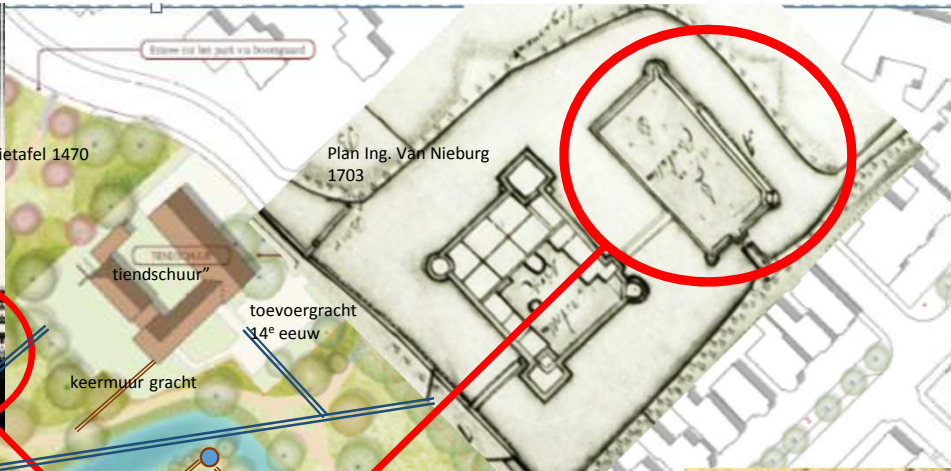 Entree tot het park via boomgaard
ietafel 1470
Plan Ing. Van Nieburg
1703
TIENDSCHUUR
tiendschuur”
toevoergracht
14e eeuw
keermuur gracht